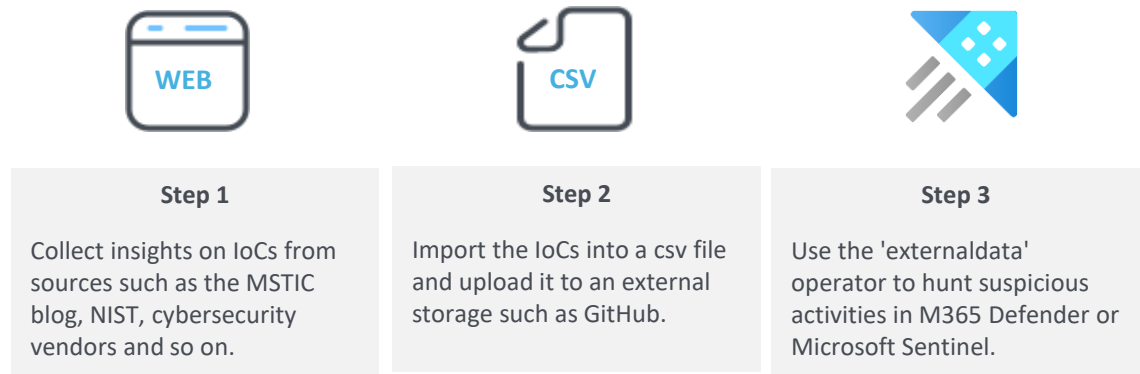 WEB
CSV
Step 1
Collect insights on IoCs from
sources such as the MSTIC
blog, NIST, cybersecurity
vendors and so on.
Step 2
Import the IoCs into a csv file
and upload it to an external
storage such as GitHub.
Step 3
Use the 'externaldata'
operator to hunt suspicious
activities in M365 Defender or
Microsoft Sentinel.